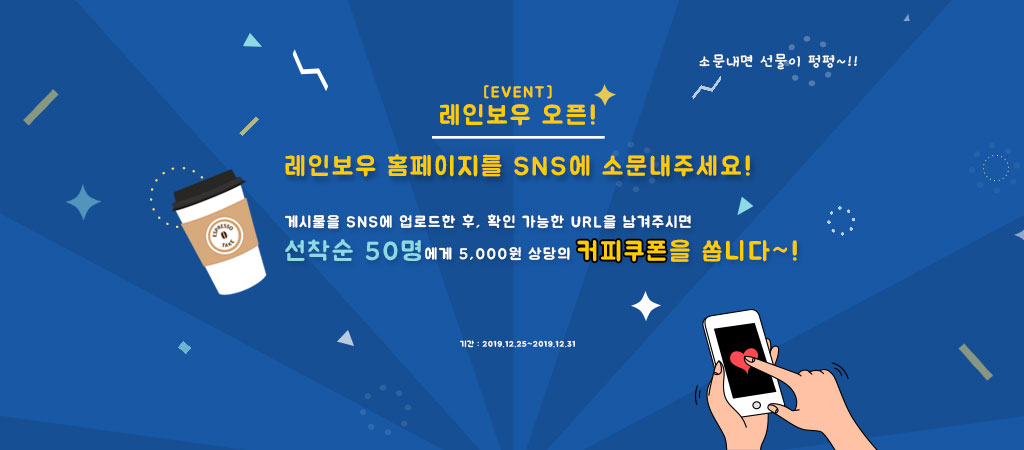 소문내면 선물이 펑펑~!!
[EVENT]
레인보우 오픈!
레인보우 홈페이지를 SNS에 소문내주세요!
게시물을 SNS에 업로드한 후, 확인 가능한 URL을 남겨주시면
선착순 50명에게 5,000원 상당의 커피쿠폰을 쏩니다~!
ESPRESSO
TAKE
기간 : 2019.12.25~2019.12.31